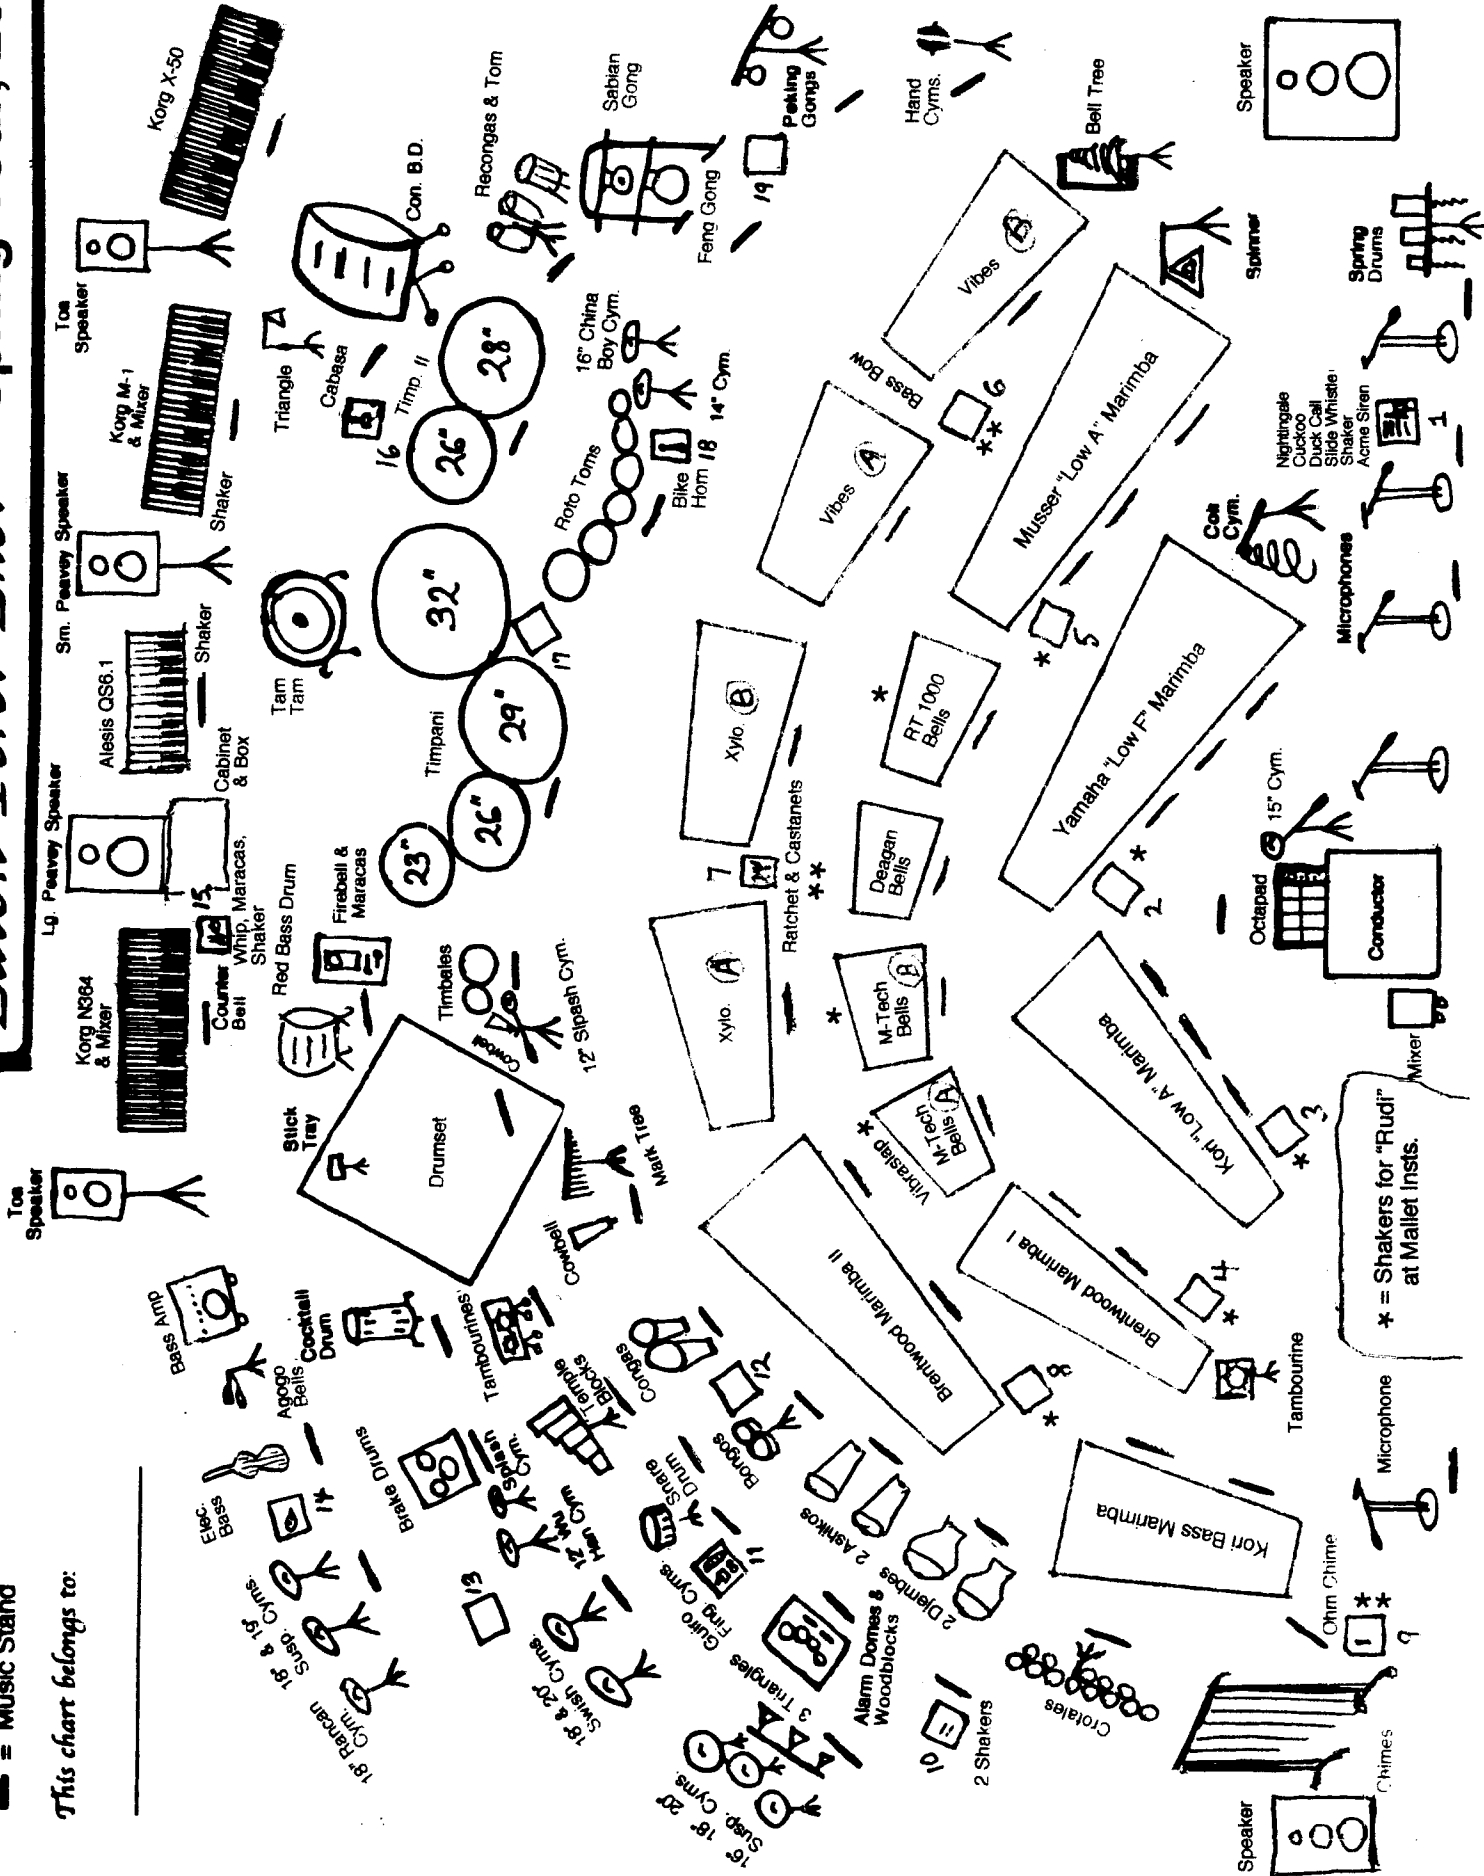 Spring Tour,
= Music Stand
This chart belongs to:
Toa
Speaker
Lg. Peavey Speaker
Sm. Peavey Speaker
Toa
Speaker
Korg N364
& Mixer
Alesis QS6.1
Korg M-1
& Mixer
Korg X-50
Bass Amp
Elec.
Bass
14
Agogo
Bells
Cocktail
Drum
Stick
Tray
Counter
Bell
15
Whip, Maracas,
Shaker
Cabinet
& Box
Shaker
Shaker
Red Bass Drum
Firebell &
Maracas
Tam
Tam
Triangle
Cabasa
16
Con. B.D.
18" & 19"
Susp. Cyms.
18" Rancan
Cym.
Brake Drums
Tambourines
Drumset
Timbales
Cowbell
12" Splash Cym.
Timpani
23"
26"
29"
32"
Timp. II
26"
28"
Recongas & Tom
13
Splash
Cym.
12" Wu
Han Cym
Temple
Blocks
Cowbell
Mark Tree
17
Roto Toms
16" China
Boy Cym.
14" Cym.
Bike
Horn
18
Sabian
Gong
Feng Gong
18" & 20"
Swish Cyms.
Snare
Drum
Congas
12
Bongos
Guiro
Fing. Cyms.
11
16" 18" 20"
Susp. Cyms.
3 Triangles
Alarm Domes &
Woodblocks
2 Ashikos
2 Djembes
Xylo. A
7
Xylo. B
Ratchet & Castanets
**
Vibes A
Bass Bow
Vibes B
19
Peking
Gongs
Hand
Cyms.
10
2 Shakers
Brentwood Marimba II
Vibraslap
*
M-Tech
Bells A
*
M-Tech
Bells B
Deagan
Bells
*
RT 1000
Bells
6
**
Bell Tree
Crotales
8
*
Brentwood Marimba I
Kori "Low A" Marimba
2
*
Yamaha "Low F" Marimba
5
*
Musser "Low A" Marimba
Spinner
Kori Bass Marimba
4
*
3
*
Tambourine
Octapad
15" Cym.
Coil
Cym.
Speaker
Chimes
Ohm Chime
9
**
Microphone
* = Shakers for "Rudi"
at Mallet Insts.
Mixer
Conductor
Microphones
Nightingale
Cuckoo
Duck Call
Slide Whistle
Shaker
Acme Siren
1
Spring
Drums
Speaker